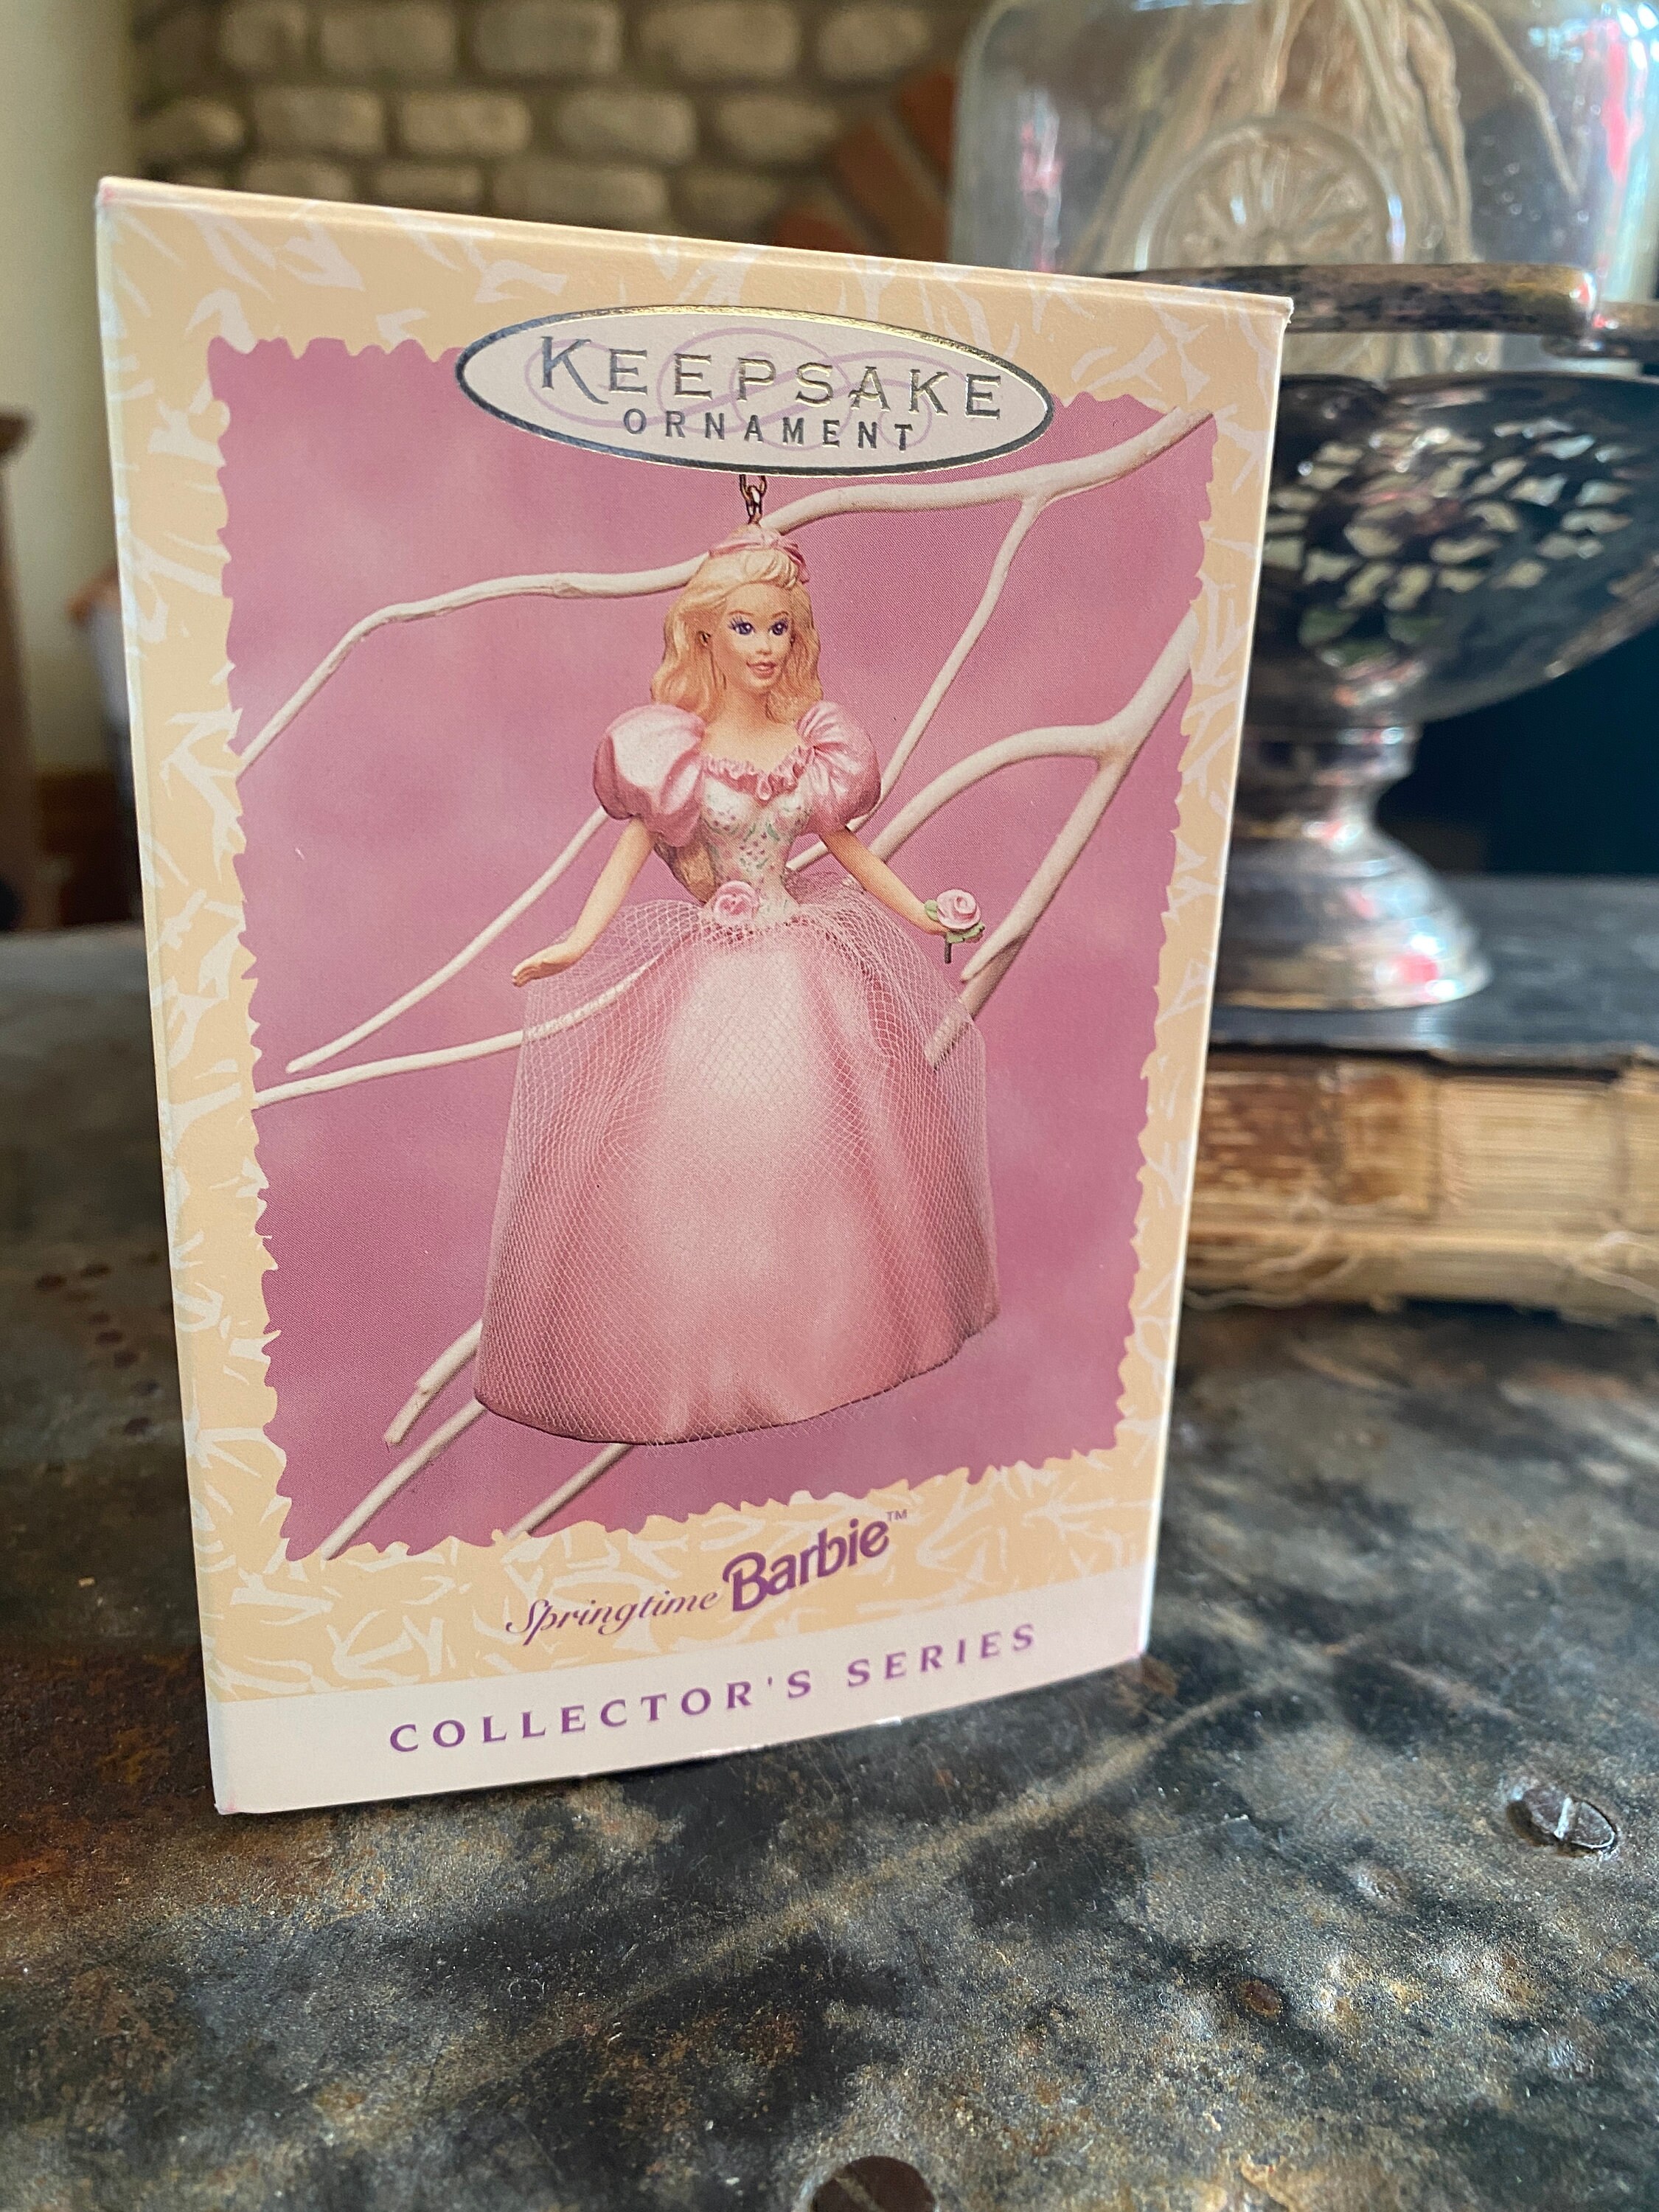 KEEPSAKE
ORNAMENT
Springtime Barbie™
COLLECTOR'S SERIES